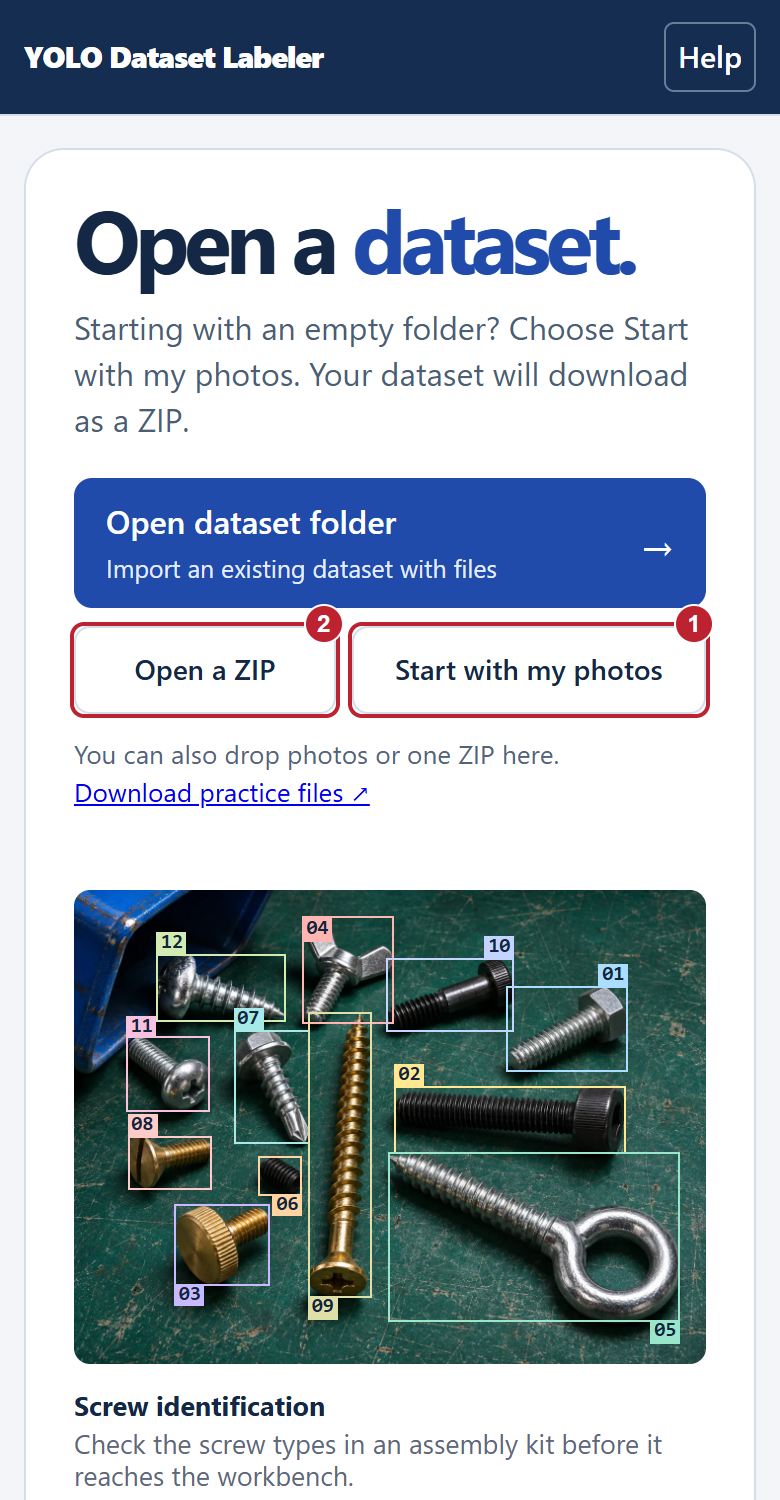 YOLO Dataset Labeler
Help
Open a dataset.
Starting with an empty folder? Choose Start
with my photos. Your dataset will download
as a ZIP.
Open dataset folder
Import an existing dataset with files
→
2
1
Open a ZIP
Start with my photos
You can also drop photos or one ZIP here.
Download practice files ↗
04
12
10
01
07
11
02
08
06
03
09
05
Screw identification
Check the screw types in an assembly kit before it
reaches the workbench.